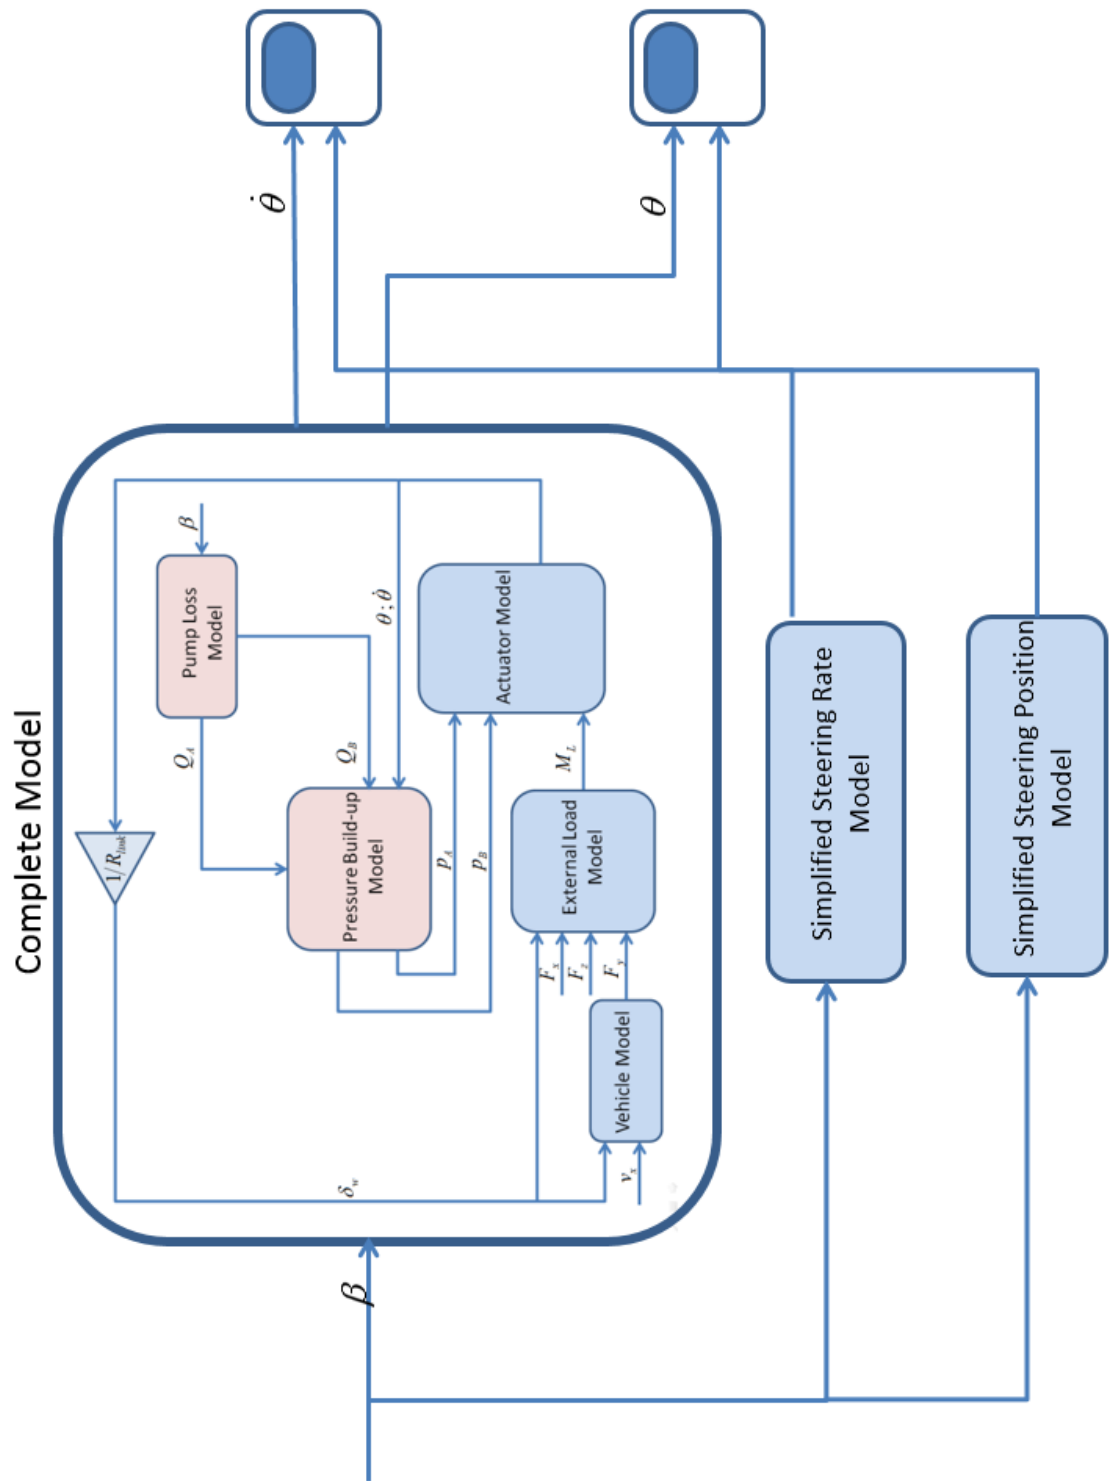 Complete Model
1/R_link
β
Pump Loss
Model
Q_A
Q_B
θ ; θ̇
Pressure Build-up
Model
p_A
p_B
Actuator Model
M_L
External Load
Model
F_x
F_z
F_y
Vehicle Model
v_x
δ_w
β
θ̇
θ
Simplified Steering Rate
Model
Simplified Steering Position
Model